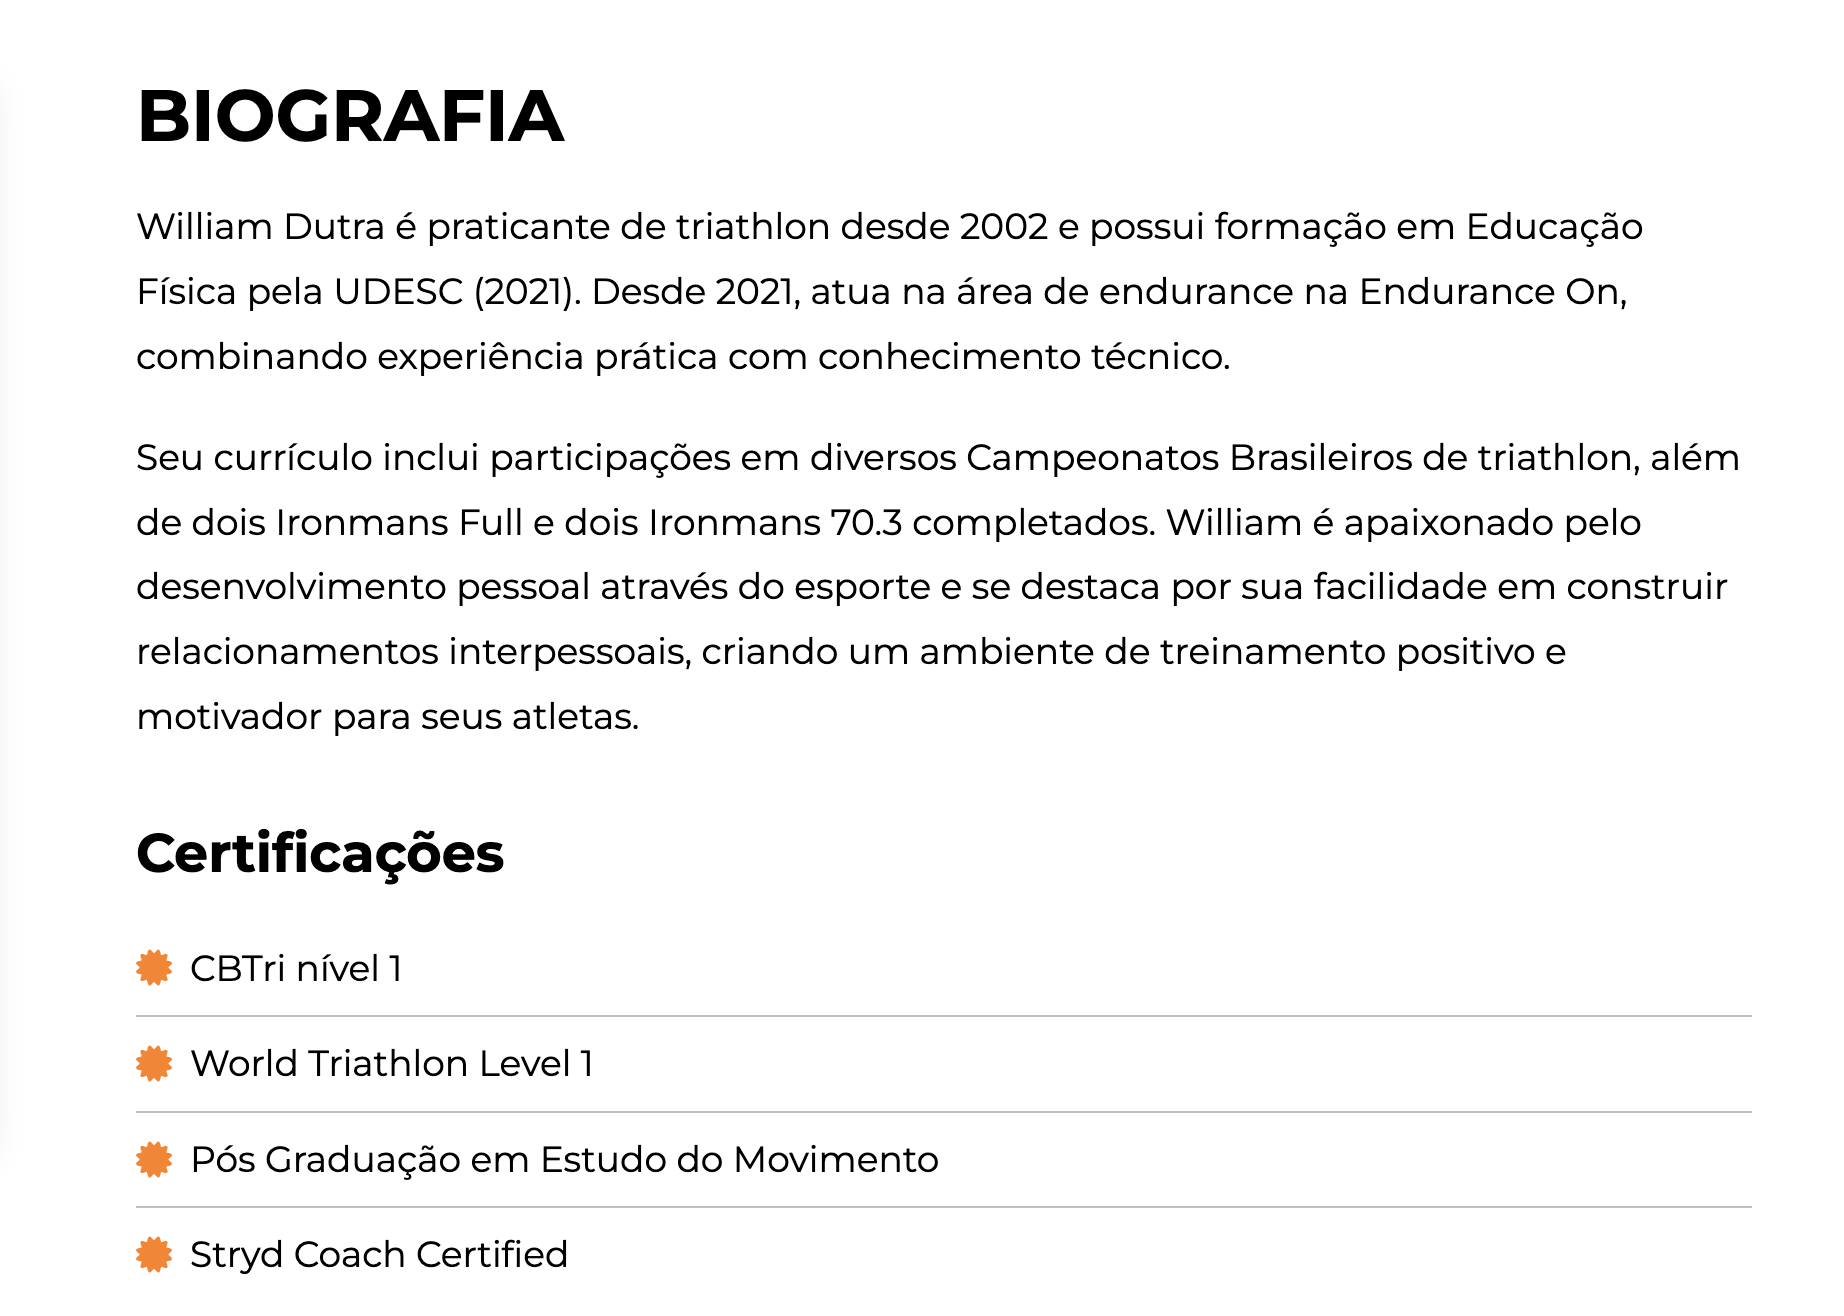 BIOGRAFIA
William Dutra é praticante de triathlon desde 2002 e possui formação em Educação
Física pela UDESC (2021). Desde 2021, atua na área de endurance na Endurance On,
combinando experiência prática com conhecimento técnico.
Seu currículo inclui participações em diversos Campeonatos Brasileiros de triathlon, além
de dois Ironmans Full e dois Ironmans 70.3 completados. William é apaixonado pelo
desenvolvimento pessoal através do esporte e se destaca por sua facilidade em construir
relacionamentos interpessoais, criando um ambiente de treinamento positivo e
motivador para seus atletas.
Certificações
CBTri nível 1
World Triathlon Level 1
Pós Graduação em Estudo do Movimento
Stryd Coach Certified